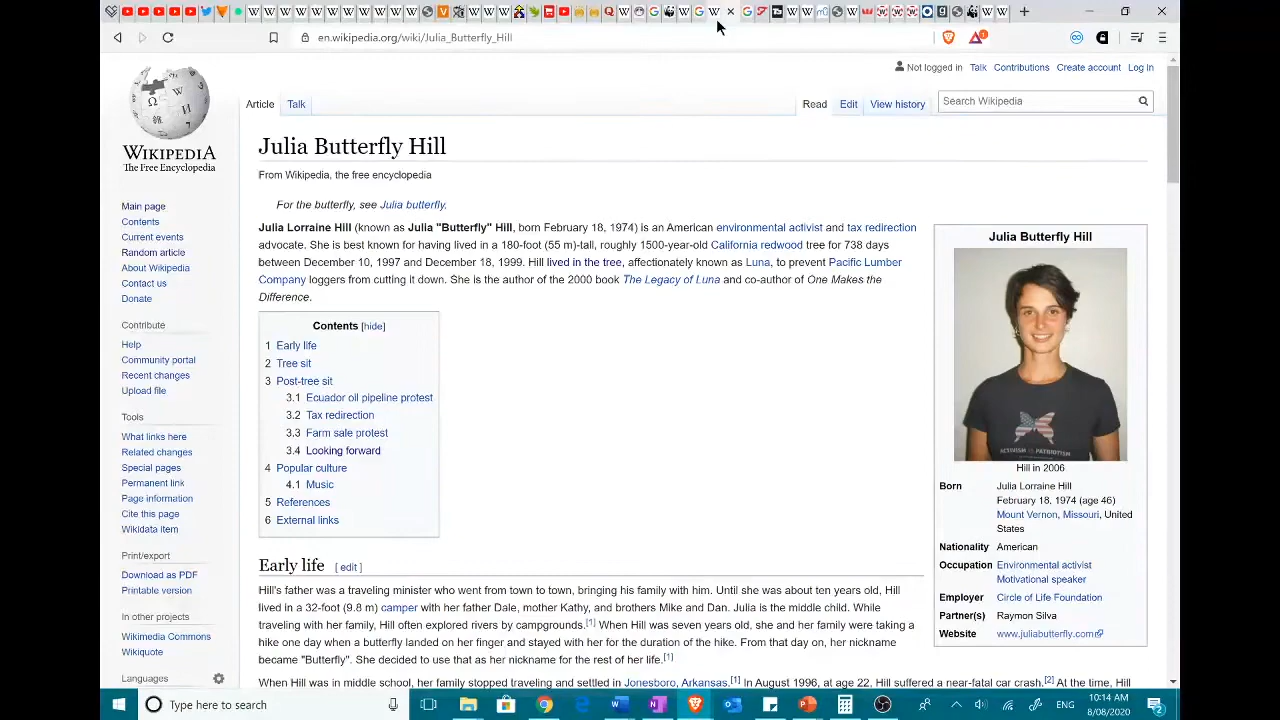 en.wikipedia.org/wiki/Julia_Butterfly_Hill
1
Not logged in Talk Contributions Create account Log in
Article Talk Read Edit View history Search Wikipedia
WIKIPEDIA
The Free Encyclopedia
Main page
Contents
Current events
Random article
About Wikipedia
Contact us
Donate
Contribute
Help
Community portal
Recent changes
Upload file
Tools
What links here
Related changes
Special pages
Permanent link
Page information
Cite this page
Wikidata item
Print/export
Download as PDF
Printable version
In other projects
Wikimedia Commons
Wikiquote
Languages
Julia Butterfly Hill
From Wikipedia, the free encyclopedia
For the butterfly, see Julia butterfly.
Julia Lorraine Hill (known as Julia "Butterfly" Hill, born February 18, 1974) is an American environmental activist and tax redirection
advocate. She is best known for having lived in a 180-foot (55 m)-tall, roughly 1500-year-old California redwood tree for 733 days
between December 10, 1997 and December 18, 1999. Hill lived in the tree, affectionately known as Luna, to prevent Pacific Lumber
Company loggers from cutting it down. She is the author of the 2000 book The Legacy of Luna and co-author of One Makes the
Difference.
Contents [hide]
1 Early life
2 Tree sit
3 Post-tree sit
3.1 Ecuador oil pipeline protest
3.2 Tax redirection
3.3 Farm sale protest
3.4 Looking forward
4 Popular culture
4.1 Music
5 References
6 External links
Early life [ edit ]
Hill's father was a traveling minister who went from town to town, bringing his family with him. Until she was about ten years old, Hill
lived in a 32-foot (9.8 m) camper with her father Dale, mother Kathy, and brothers Mike and Dan. Julia is the middle child. While
traveling with her family, Hill often explored rivers by campgrounds.[1] When Hill was seven years old, she and her family were taking a
hike one day when a butterfly landed on her finger and stayed with her for the duration of the hike. From that day on, her nickname
became "Butterfly". She decided to use that as her nickname for the rest of her life.[1]
When Hill was in middle school, her family stopped traveling and settled in Jonesboro, Arkansas.[1] In August 1996, at age 22, Hill suffered a near-fatal car crash.[2] At the time, Hill
Julia Butterfly Hill
ACTIVISM IS PATRIOTISM
Hill in 2006
Born Julia Lorraine Hill
February 18, 1974 (age 46)
Mount Vernon, Missouri, United
States
Nationality American
Occupation Environmental activist
Motivational speaker
Employer Circle of Life Foundation
Partner(s) Raymon Silva
Website www.juliabutterfly.com
Type here to search
ENG
10:14 AM
8/08/2020
2